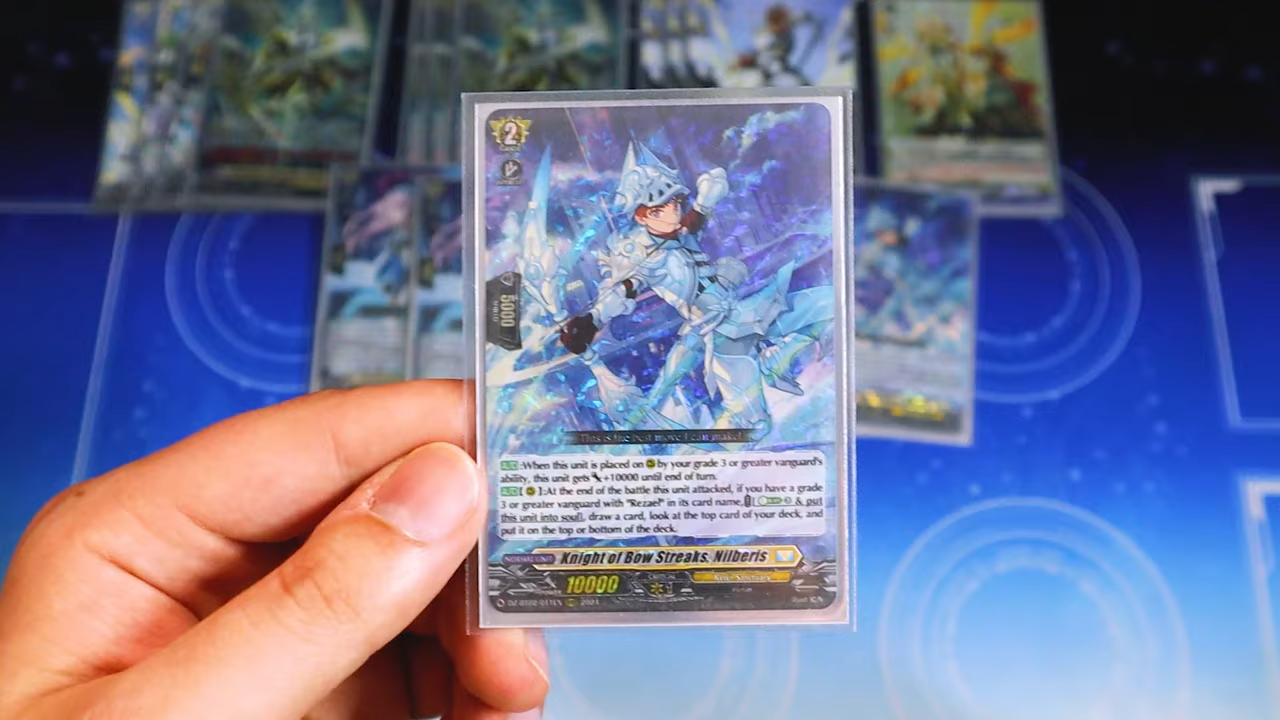 2
5000
This is the best move I can make!
AUTO:When this unit is placed on by your grade 3 or greater vanguard's
ability, this unit gets +10000 until end of turn.
AUTO[ ]:At the end of the battle this unit attacked, if you have a grade
3 or greater vanguard with "Rezael" in its card name, [ & put
this unit into soul], draw a card, look at the top card of your deck, and
put it on the top or bottom of the deck.
NORMAL UNIT Knight of Bow Streaks, Nilberis
10000 Keter Sanctuary